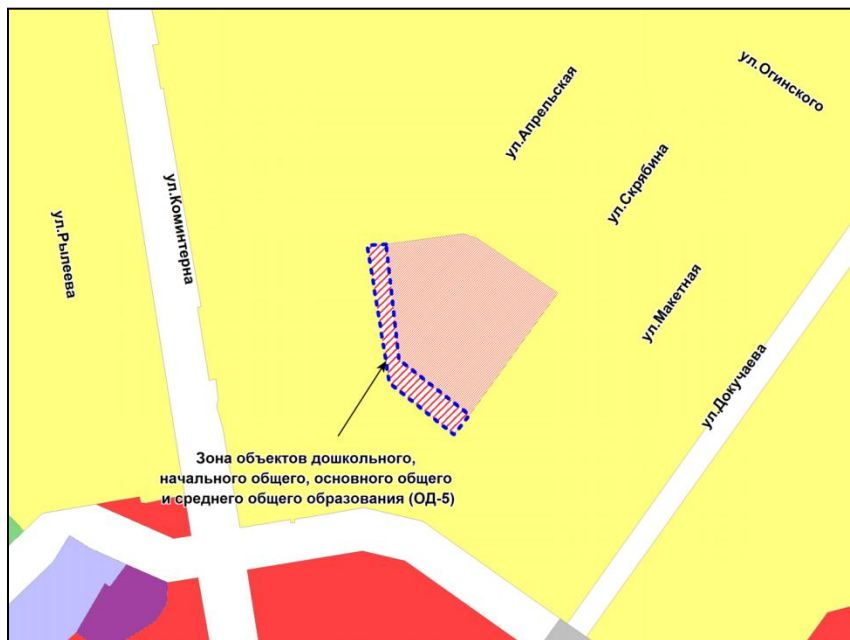 ул.Огинского
ул.Апрельская
ул.Скрябина
ул.Коминтерна
ул.Рылеева
ул.Макетная
ул.Докучаева
Зона объектов дошкольного,
начального общего, основного общего
и среднего общего образования (ОД-5)